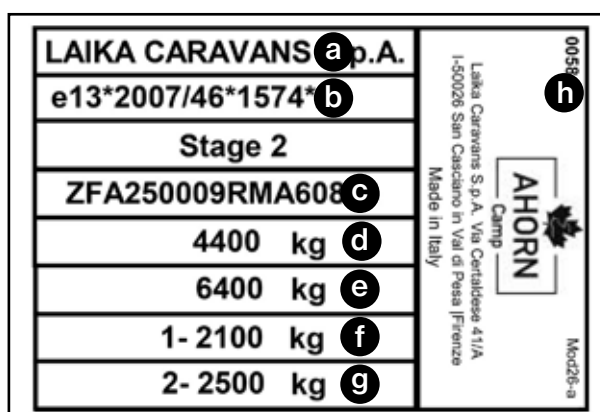 LAIKA CARAVANS a p.A.
e13*2007/46*1574* b
Stage 2
ZFA250009RMA608 c
4400 kg d
6400 kg e
1- 2100 kg f
2- 2500 kg g
0058
h
AHORN
Camp
Mod26-a
Laika Caravans S.p.A. Via Certaldese 41/A
I-50026 San Casciano in Val di Pesa |Firenze
Made in Italy